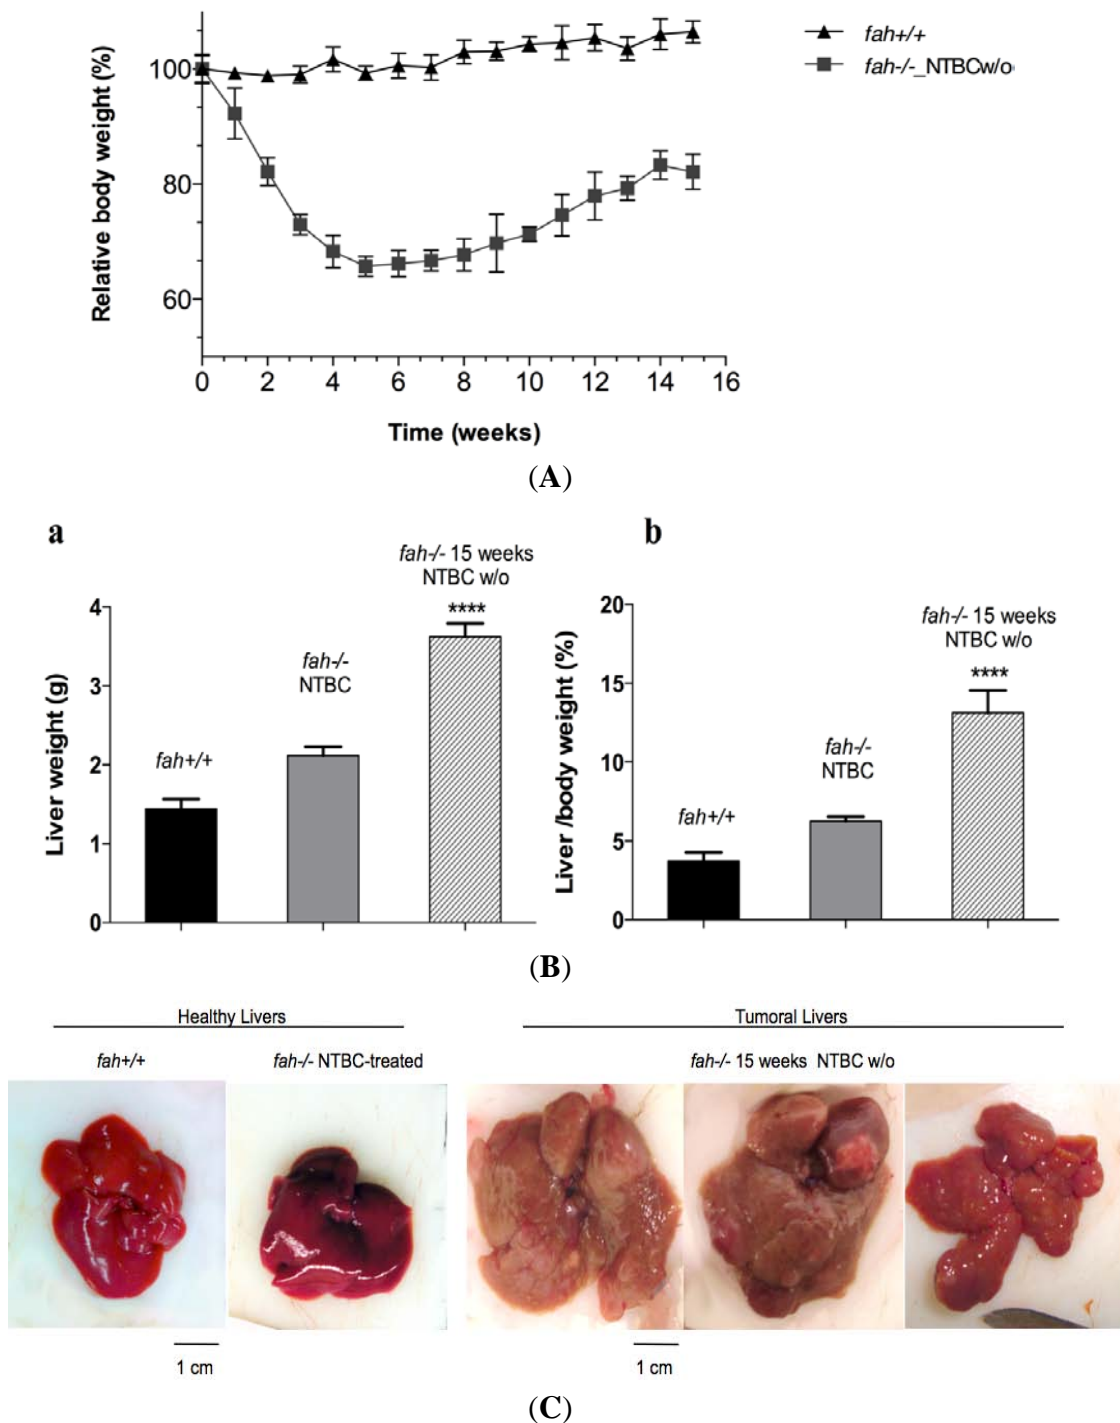 fah+/+
fah-/-_NTBCw/o
Relative body weight (%)
100
80
60
0 2 4 6 8 10 12 14 16
Time (weeks)
(A)
a
fah-/- 15 weeks
NTBC w/o
****
fah-/-
NTBC
fah+/+
Liver weight (g)
4
3
2
1
0
b
fah-/- 15 weeks
NTBC w/o
****
fah-/-
NTBC
fah+/+
Liver /body weight (%)
20
15
10
5
0
(B)
Healthy Livers
Tumoral Livers
fah+/+
fah-/- NTBC-treated
fah-/- 15 weeks NTBC w/o
1 cm
1 cm
(C)